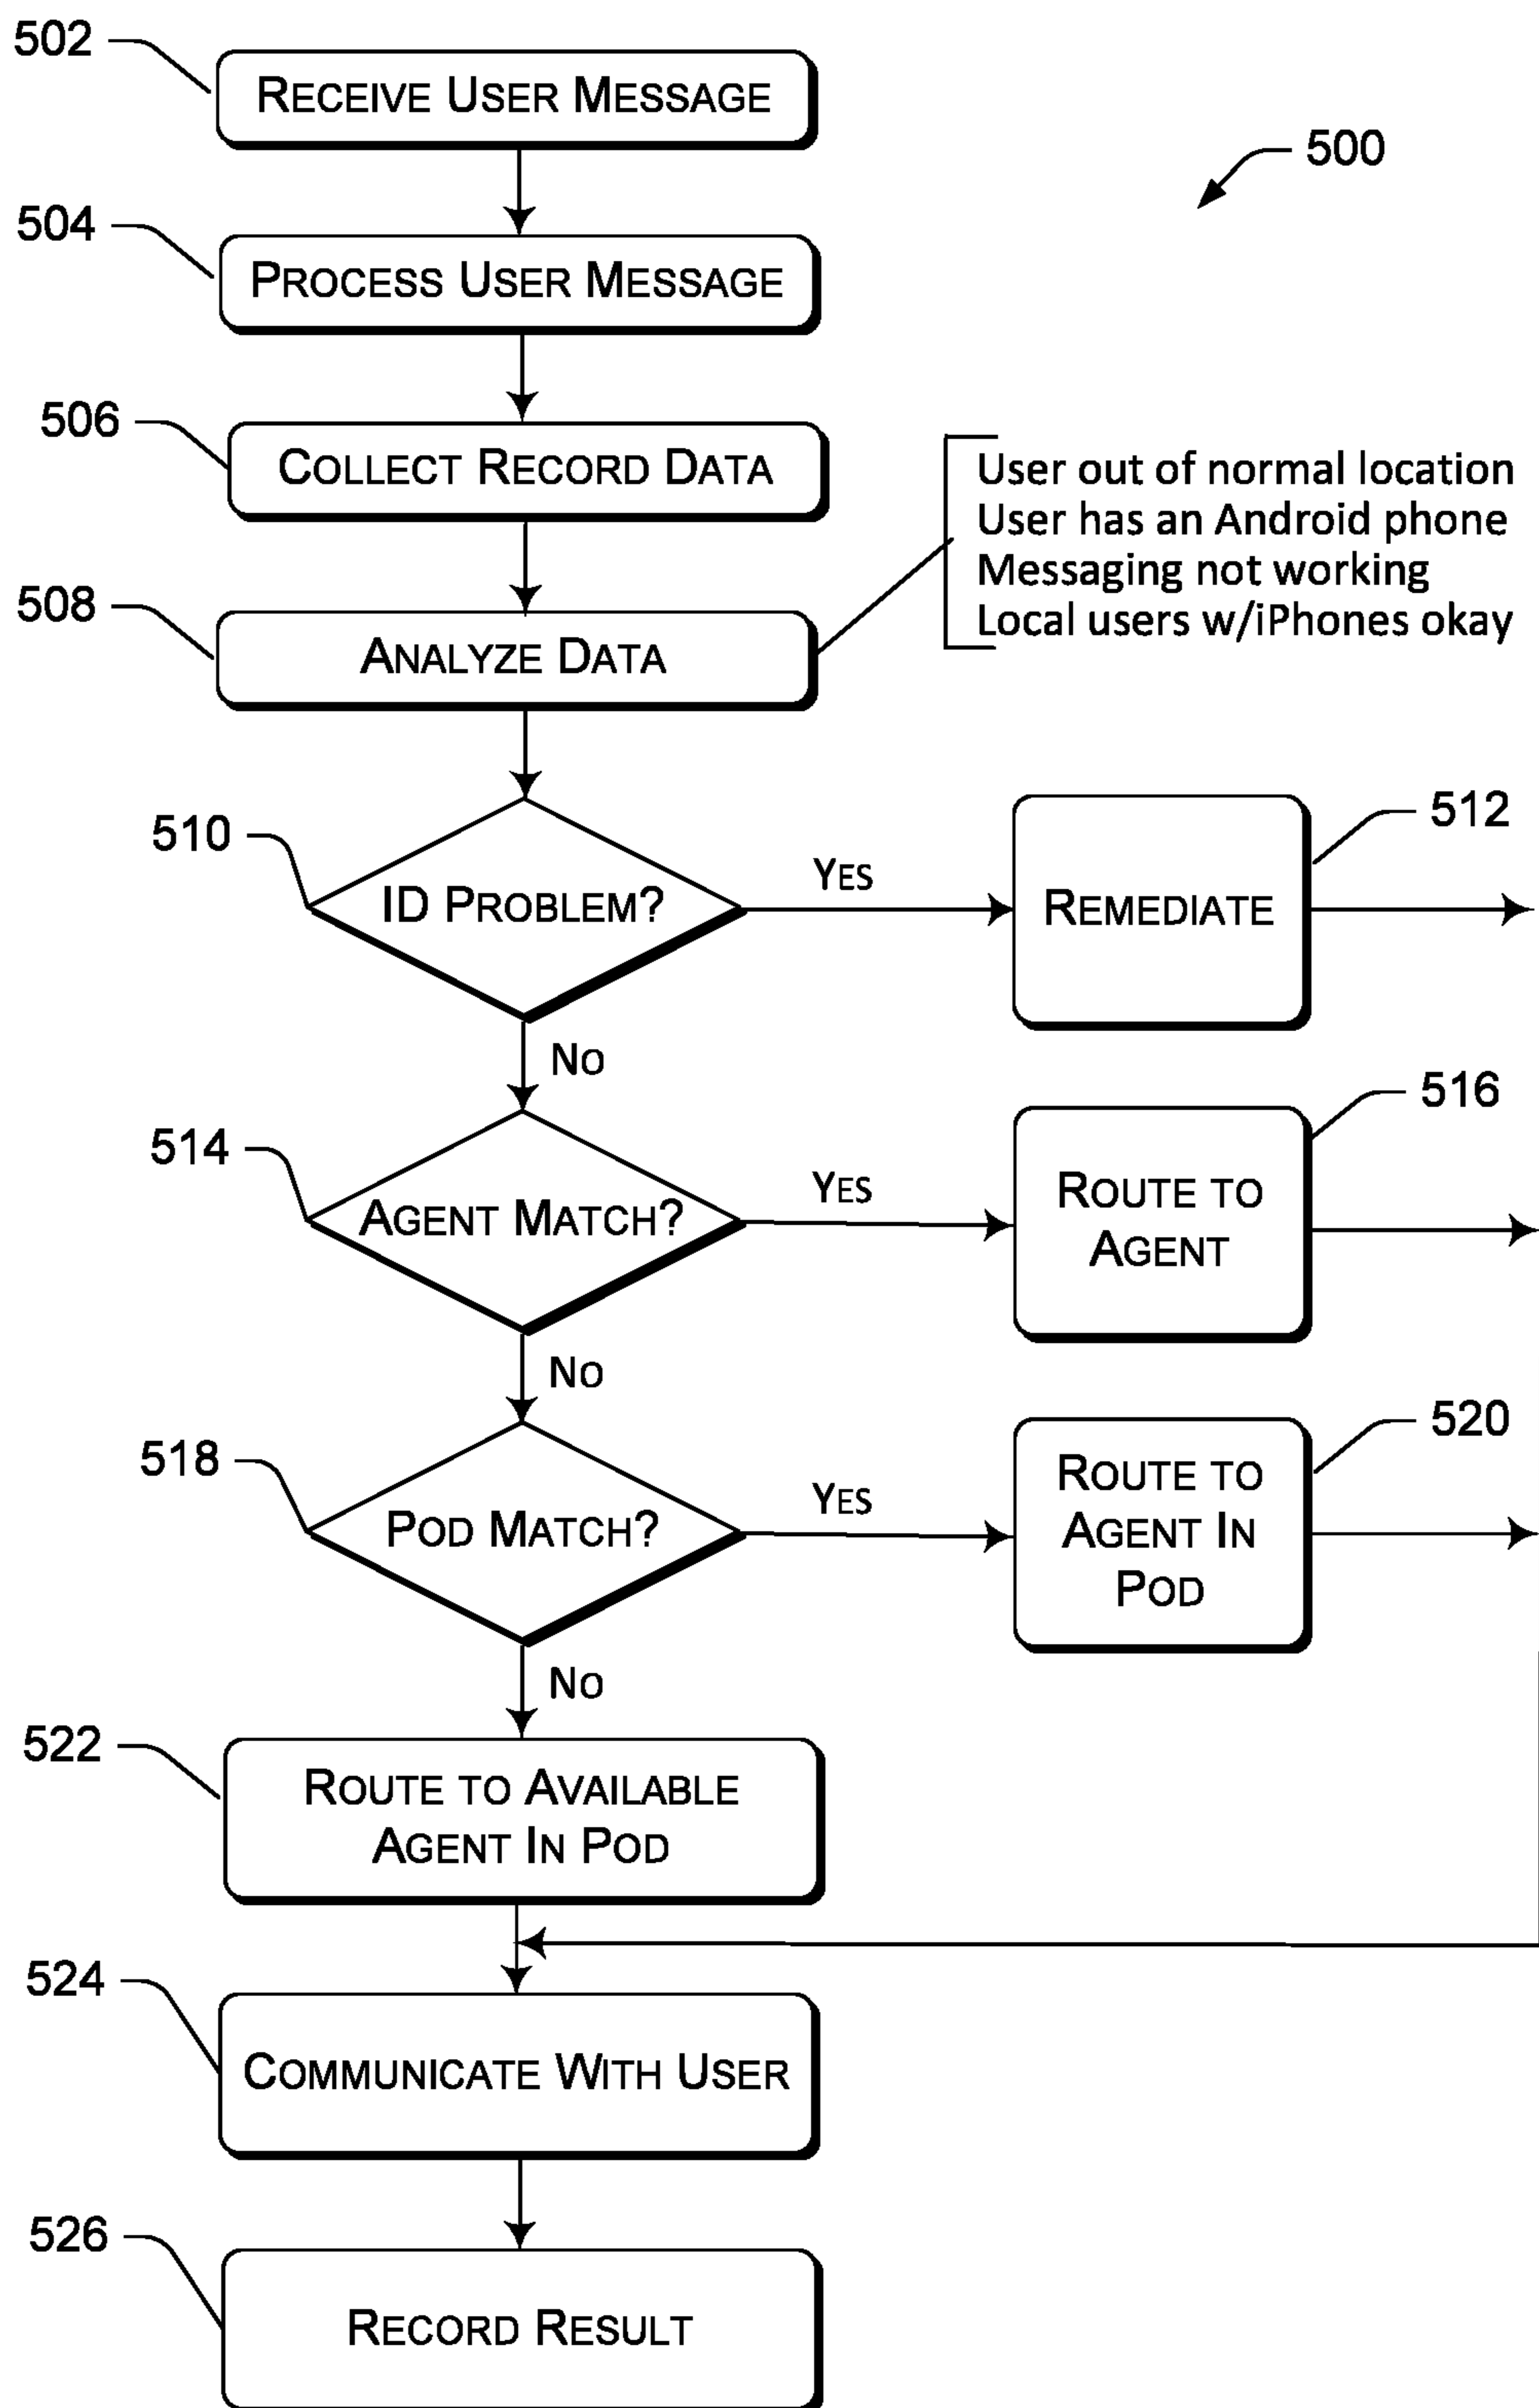 502
RECEIVE USER MESSAGE
500
504
PROCESS USER MESSAGE
506
COLLECT RECORD DATA
User out of normal location
User has an Android phone
Messaging not working
Local users w/iPhones okay
508
ANALYZE DATA
510
ID PROBLEM?
YES
REMEDIATE
512
NO
514
AGENT MATCH?
YES
ROUTE TO
AGENT
516
NO
518
POD MATCH?
YES
ROUTE TO
AGENT IN
POD
520
NO
522
ROUTE TO AVAILABLE
AGENT IN POD
524
COMMUNICATE WITH USER
526
RECORD RESULT